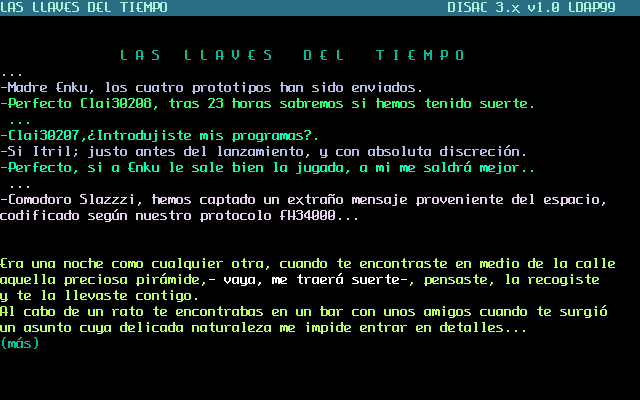 LAS LLAVES DEL TIEMPO DISAC 3.x v1.0 LDAP99
LAS LLAVES DEL TIEMPO
...
-Madre Enku, los cuatro prototipos han sido enviados.
-Perfecto Clai30208, tras 23 horas sabremos si hemos tenido suerte.
...
-Clai30207,¿Introdujiste mis programas?.
-Si Itril; justo antes del lanzamiento, y con absoluta discreción.
-Perfecto, si a Enku le sale bien la jugada, a mi me saldrá mejor..
...
-Comodoro Slazzzi, hemos captado un extraño mensaje proveniente del espacio,
codificado según nuestro protocolo fH34000...
Era una noche como cualquier otra, cuando te encontraste en medio de la calle
aquella preciosa pirámide,- vaya, me traerá suerte-, pensaste, la recogiste
y te la llevaste contigo.
Al cabo de un rato te encontrabas en un bar con unos amigos cuando te surgió
un asunto cuya delicada naturaleza me impide entrar en detalles...
(más)